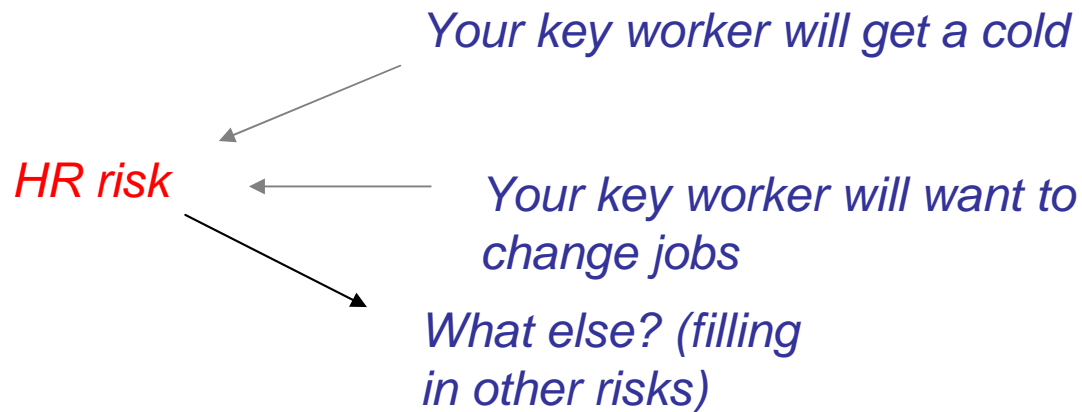 Your key worker will get a cold
HR risk
Your key worker will want to
change jobs
What else? (filling
in other risks)